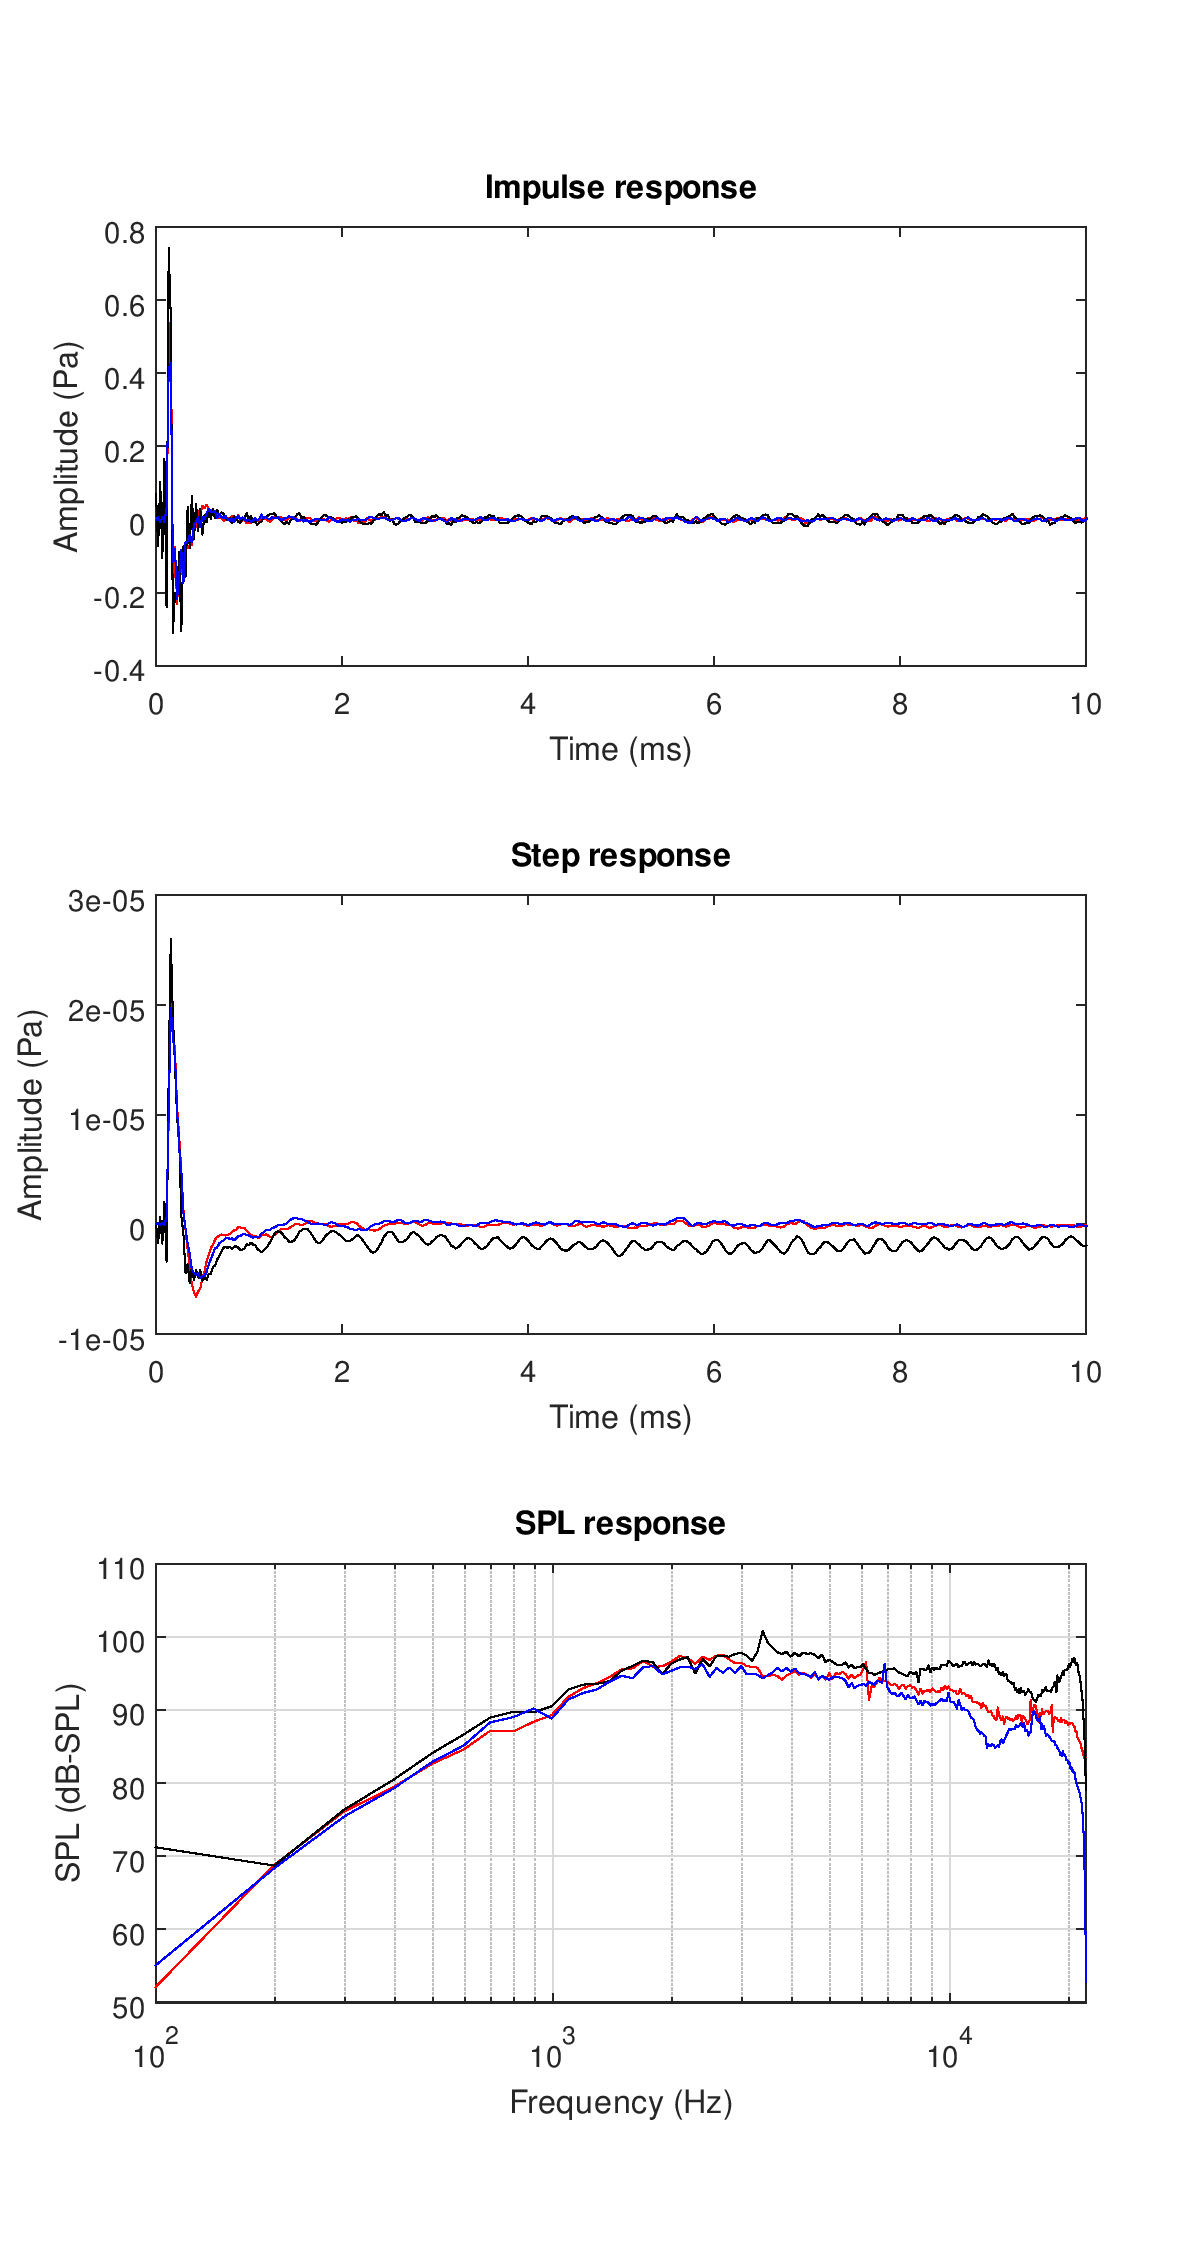 Impulse response
0.8
0.6
0.4
0.2
0
-0.2
-0.4
Amplitude (Pa)
0 2 4 6 8 10
Time (ms)
Step response
3e-05
2e-05
1e-05
0
-1e-05
Amplitude (Pa)
0 2 4 6 8 10
Time (ms)
SPL response
110
100
90
80
70
60
50
SPL (dB-SPL)
10^2 10^3 10^4
Frequency (Hz)